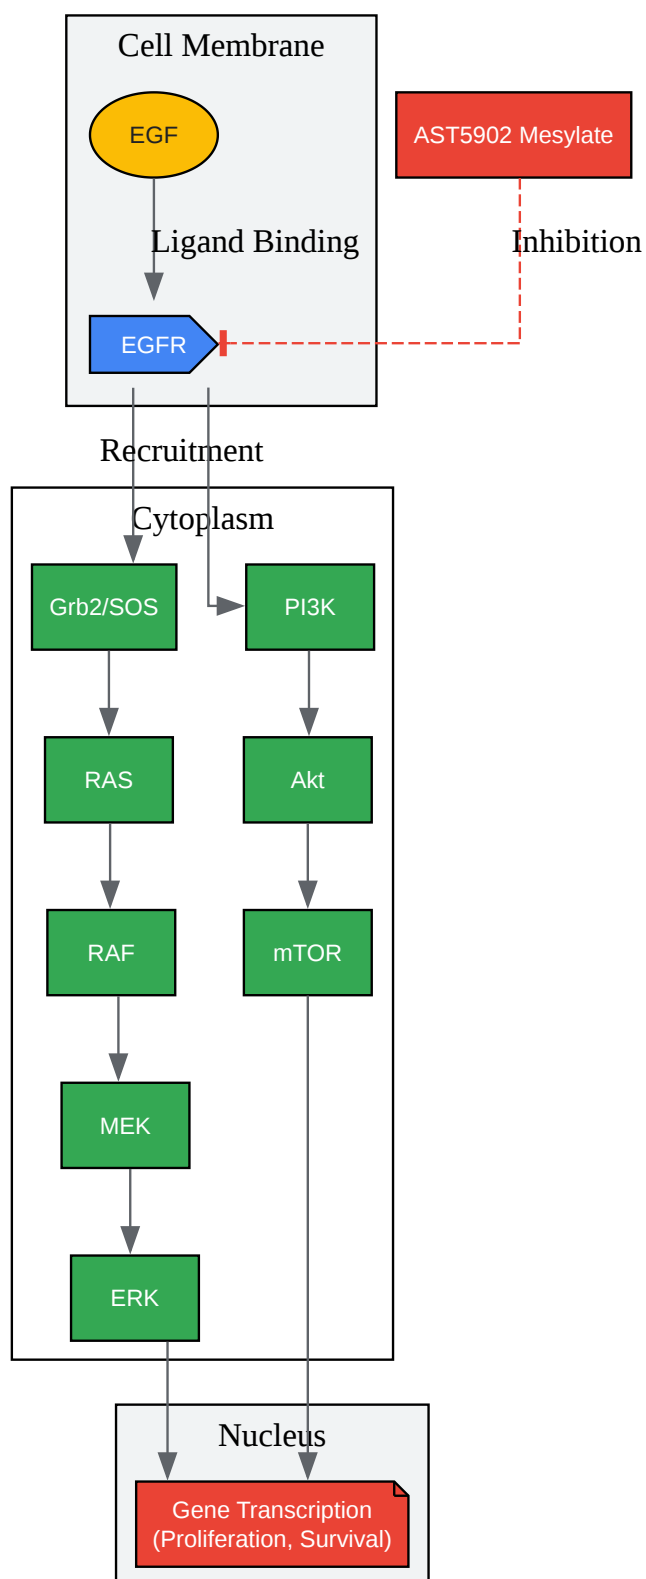 Cell Membrane
EGF
AST5902 Mesylate
Ligand Binding
Inhibition
EGFR
Recruitment
Cytoplasm
Grb2/SOS
PI3K
RAS
Akt
RAF
mTOR
MEK
ERK
Nucleus
Gene Transcription
(Proliferation, Survival)